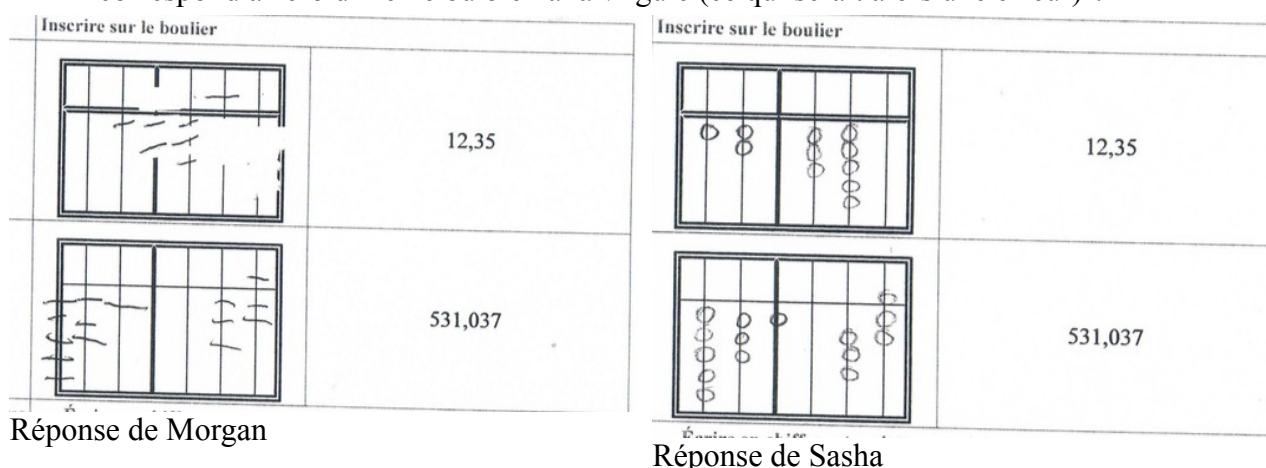 Inscrire sur le boulier
12,35
531,037
Réponse de Morgan
Inscrire sur le boulier
12,35
531,037
Réponse de Sasha